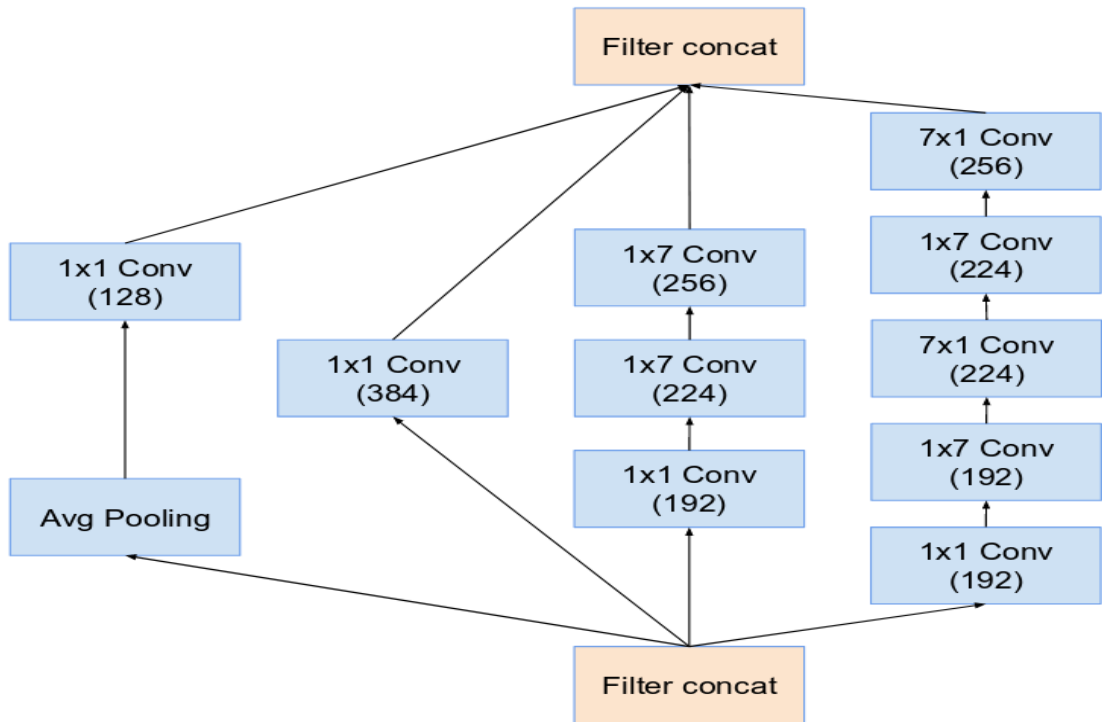 Filter concat
7x1 Conv
(256)
1x7 Conv
(224)
7x1 Conv
(224)
1x7 Conv
(192)
1x1 Conv
(192)
1x7 Conv
(256)
1x7 Conv
(224)
1x1 Conv
(192)
1x1 Conv
(384)
1x1 Conv
(128)
Avg Pooling
Filter concat